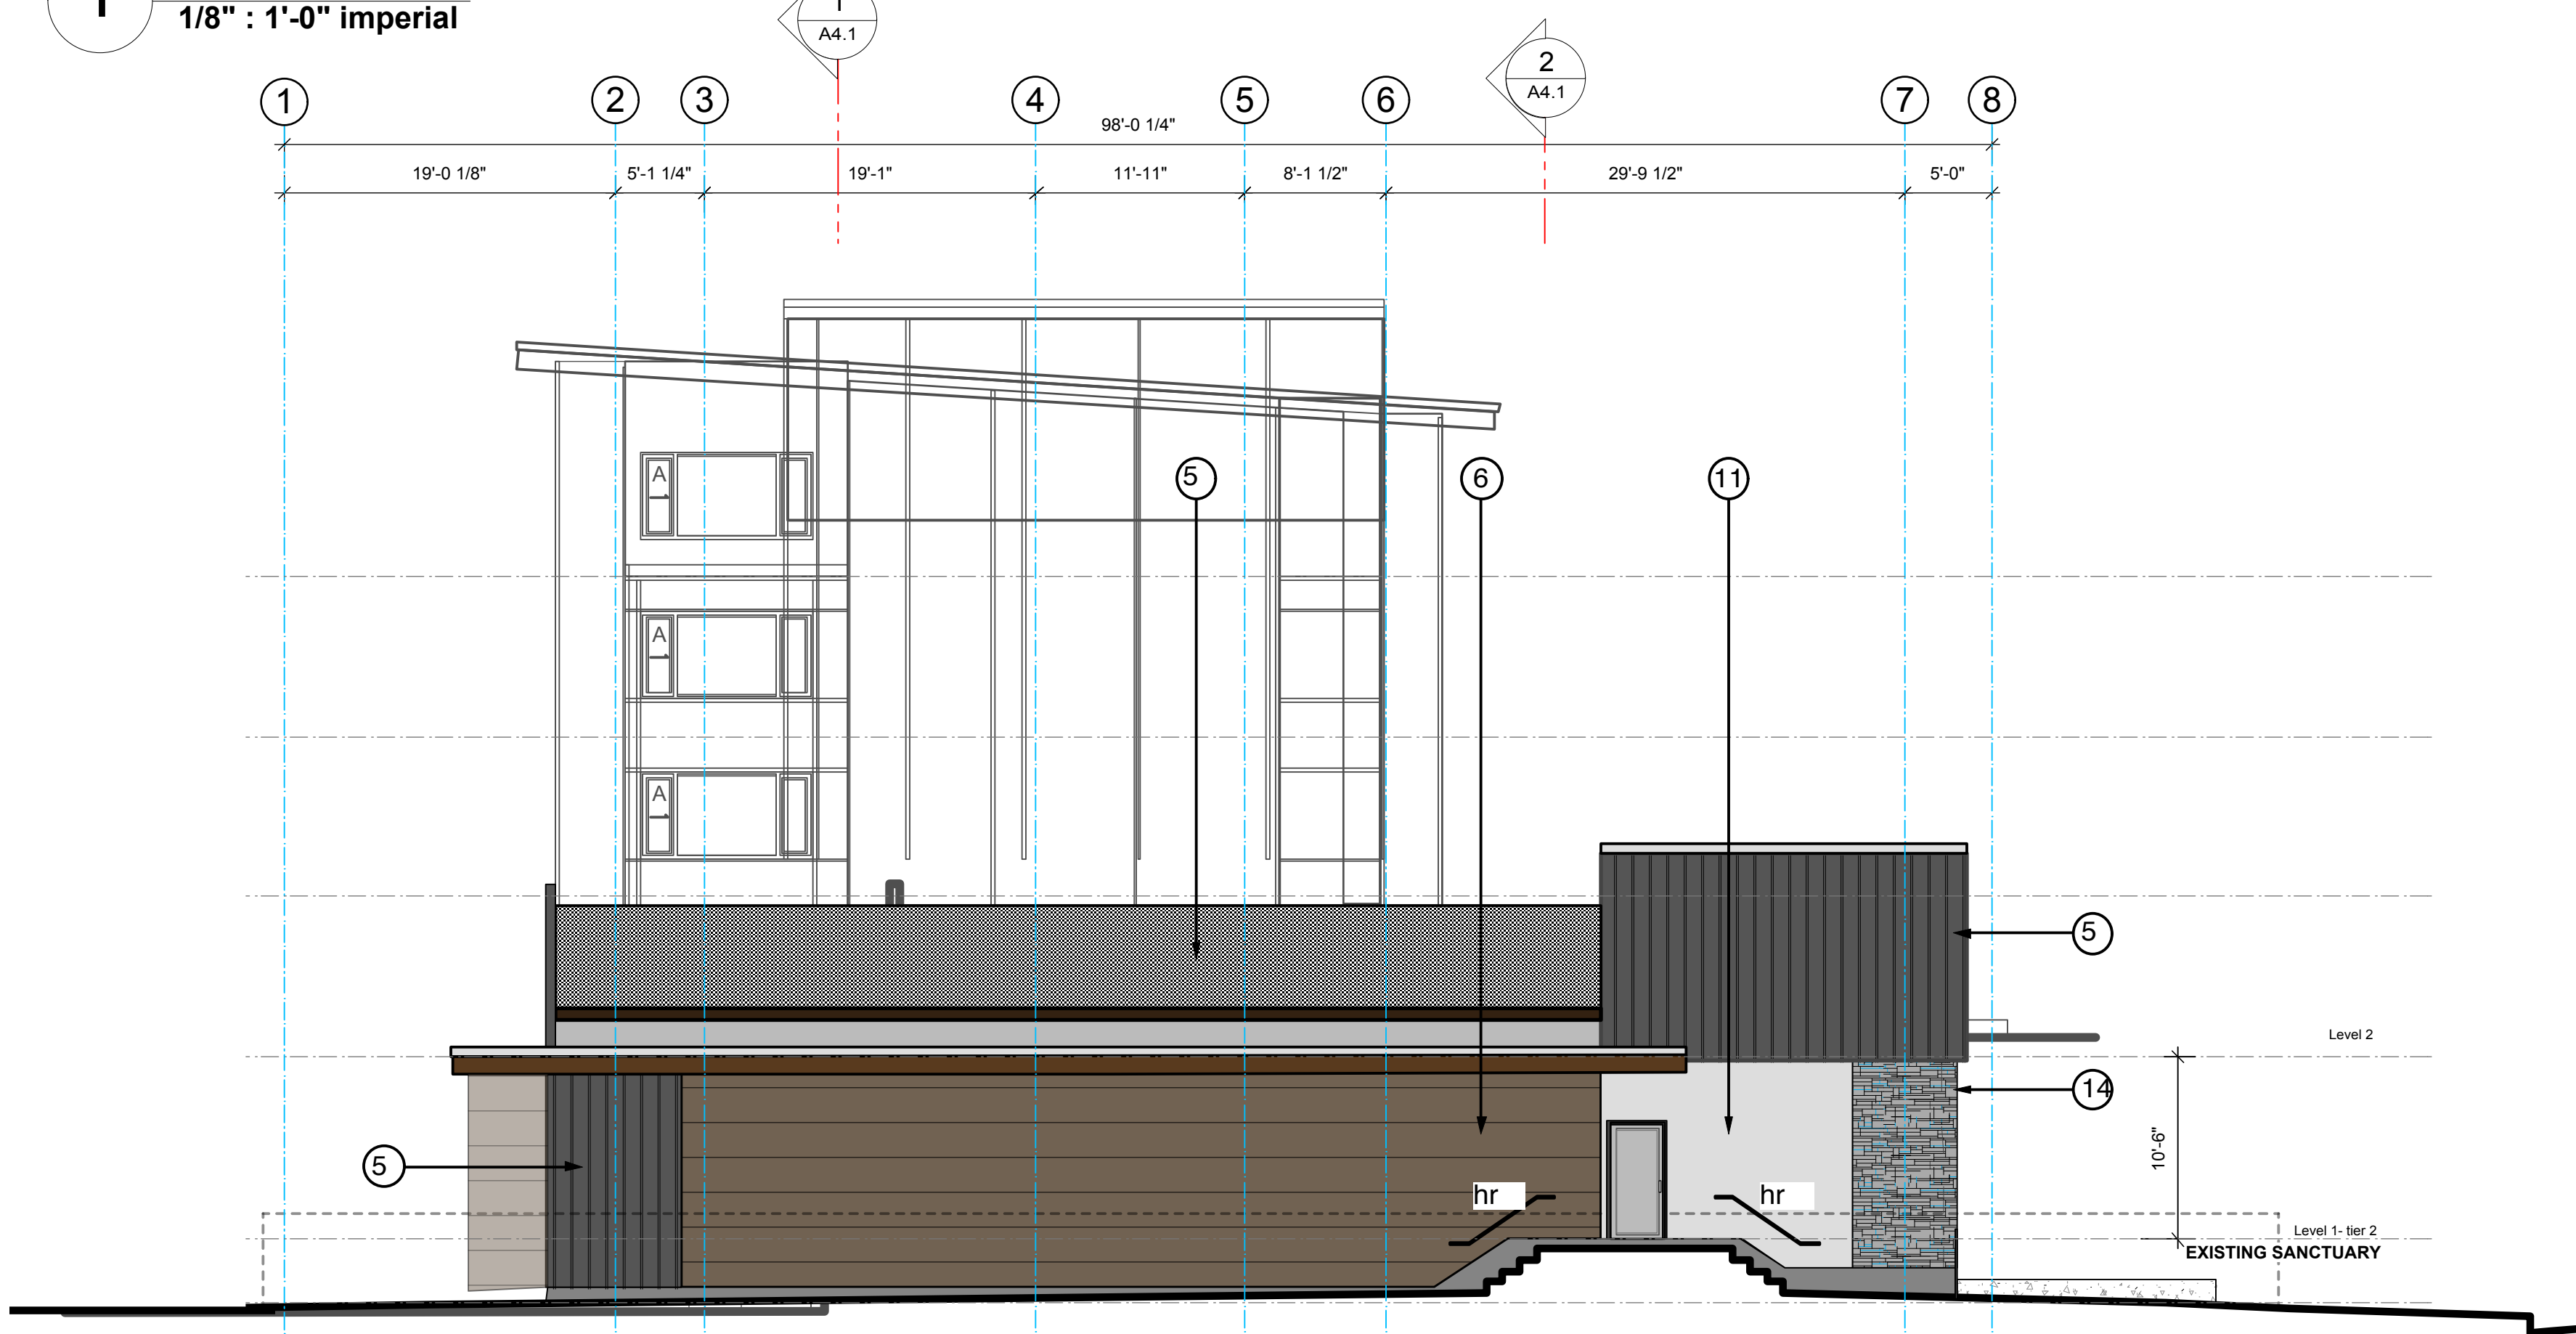 1
1/8" : 1'-0" imperial
1
A4.1
2
A4.1
1 2 3 4 5 6 7 8
98'-0 1/4"
19'-0 1/8" 5'-1 1/4" 19'-1" 11'-11" 8'-1 1/2" 29'-9 1/2" 5'-0"
A
5 6 11
A
A
5
Level 2
14
10'-6"
5
hr hr
Level 1- tier 2
EXISTING SANCTUARY